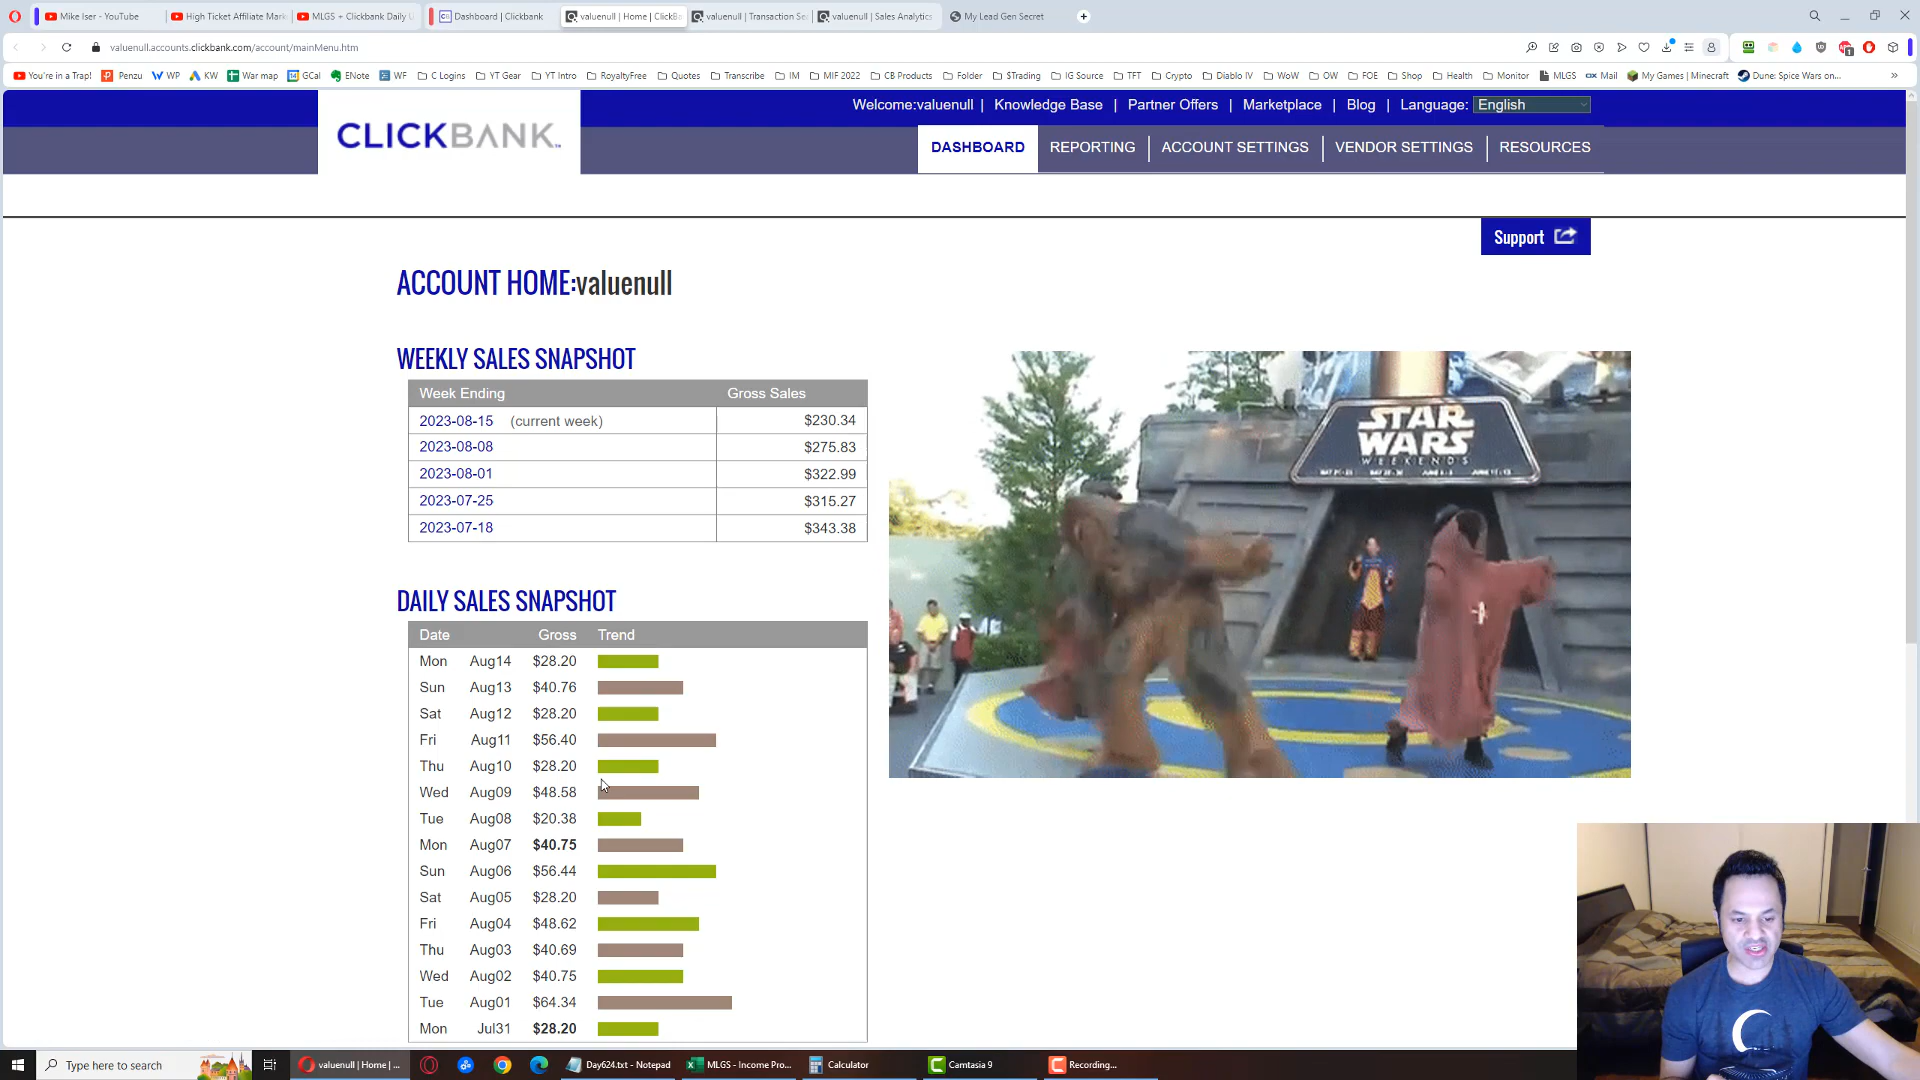 Mike Iser - YouTube
High Ticket Affiliate Mark
MLGS + Clickbank Daily U
Dashboard | Clickbank
valuenull | Home | ClickBa
valuenull | Transaction Se
valuenull | Sales Analytics
My Lead Gen Secret
valuenull.accounts.clickbank.com/account/mainMenu.htm
You're in a Trap! Penzu WP KW War map GCal ENote WF C Logins YT Gear YT Intro RoyaltyFree Quotes Transcribe IM MIF 2022 CB Products Folder $Trading IG Source TFT Crypto Diablo IV WoW OW FOE Shop Health Monitor MLGS Mail My Games | Minecraft Dune: Spice Wars on...
Welcome:valuenull | Knowledge Base | Partner Offers | Marketplace | Blog | Language: English
CLICKBANK
DASHBOARD REPORTING ACCOUNT SETTINGS VENDOR SETTINGS RESOURCES
Support
ACCOUNT HOME:valuenull
WEEKLY SALES SNAPSHOT
Week Ending Gross Sales
2023-08-15 (current week) $230.34
2023-08-08 $275.83
2023-08-01 $322.99
2023-07-25 $315.27
2023-07-18 $343.38
STAR
WARS
WEEKENDS
DAILY SALES SNAPSHOT
Date Gross Trend
Mon Aug14 $28.20
Sun Aug13 $40.76
Sat Aug12 $28.20
Fri Aug11 $56.40
Thu Aug10 $28.20
Wed Aug09 $48.58
Tue Aug08 $20.38
Mon Aug07 $40.75
Sun Aug06 $56.44
Sat Aug05 $28.20
Fri Aug04 $48.62
Thu Aug03 $40.69
Wed Aug02 $40.75
Tue Aug01 $64.34
Mon Jul31 $28.20
Type here to search
valuenull | Home | ...
Day624.txt - Notepad
MLGS - Income Pro...
Calculator
Camtasia 9
Recording...